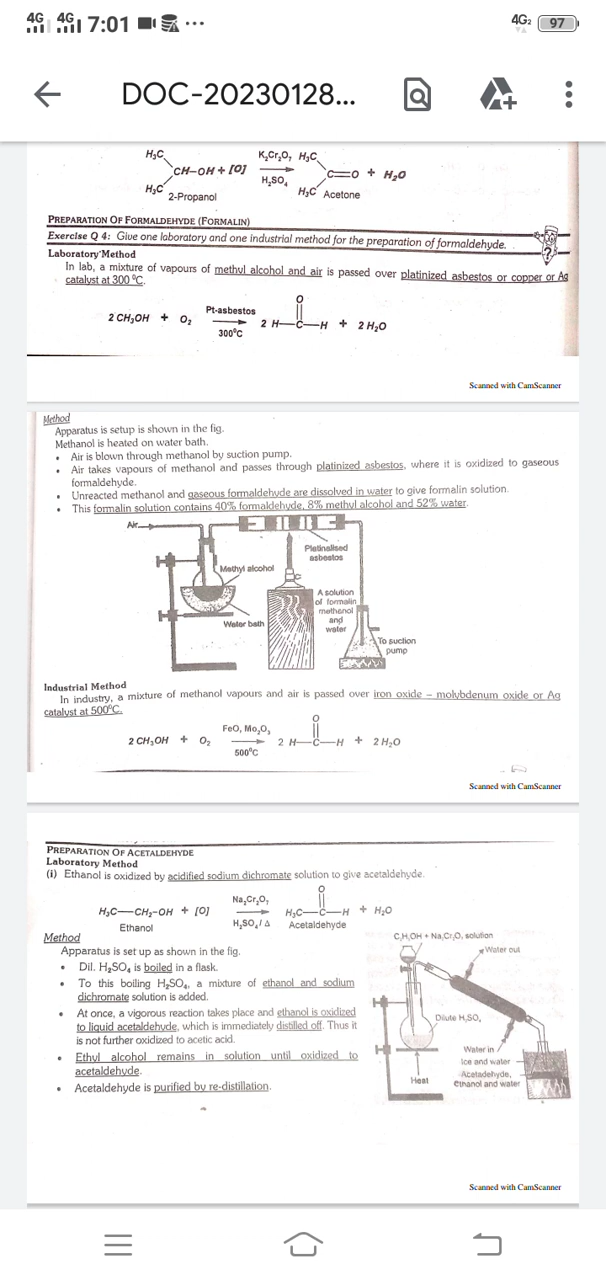 4G 4G 7:01 ... 4G2 97
DOC-20230128...
H₃C
CH–OH + [O]
H₃C
2-Propanol
K₂Cr₂O₇
H₂SO₄
H₃C
C=O + H₂O
H₃C Acetone
PREPARATION OF FORMALDEHYDE (FORMALIN)
Exercise Q 4: Give one laboratory and one industrial method for the preparation of formaldehyde.
Laboratory Method
In lab, a mixture of vapours of methyl alcohol and air is passed over platinized asbestos or copper or Ag
catalyst at 300 °C.
2 CH₃OH + O₂ Pt-asbestos 300°C 2 H–C–H + 2 H₂O
O
Scanned with CamScanner
Method
Apparatus is setup is shown in the fig.
Methanol is heated on water bath.
• Air is blown through methanol by suction pump.
• Air takes vapours of methanol and passes through platinized asbestos, where it is oxidized to gaseous
formaldehyde.
• Unreacted methanol and gaseous formaldehyde are dissolved in water to give formalin solution.
• This formalin solution contains 40% formaldehyde, 8% methyl alcohol and 52% water.
Air
Platinalised
asbestos
Methyl alcohol
A solution
of formalin
methanol
and
water
Water bath
To suction
pump
Industrial Method
In industry, a mixture of methanol vapours and air is passed over iron oxide – molybdenum oxide or Ag
catalyst at 500°C.
2 CH₃OH + O₂ FeO, Mo₂O₃ 500°C 2 H–C–H + 2 H₂O
O
Scanned with CamScanner
PREPARATION OF ACETALDEHYDE
Laboratory Method
(i) Ethanol is oxidized by acidified sodium dichromate solution to give acetaldehyde.
H₃C–CH₂–OH + [O] Na₂Cr₂O₇ H₂SO₄/Δ H₃C–C–H + H₂O
O
Ethanol Acetaldehyde
Method
Apparatus is set up as shown in the fig.
• Dil. H₂SO₄ is boiled in a flask.
• To this boiling H₂SO₄, a mixture of ethanol and sodium
dichromate solution is added.
• At once, a vigorous reaction takes place and ethanol is oxidized
to liquid acetaldehyde, which is immediately distilled off. Thus it
is not further oxidized to acetic acid.
• Ethyl alcohol remains in solution until oxidized to
acetaldehyde.
• Acetaldehyde is purified by re-distillation.
C₂H₅OH + Na₂Cr₂O₇ solution
Water out
Dilute H₂SO₄
Water in
Ice and water
Acetadehyde,
Ethanol and water
Heat
Scanned with CamScanner